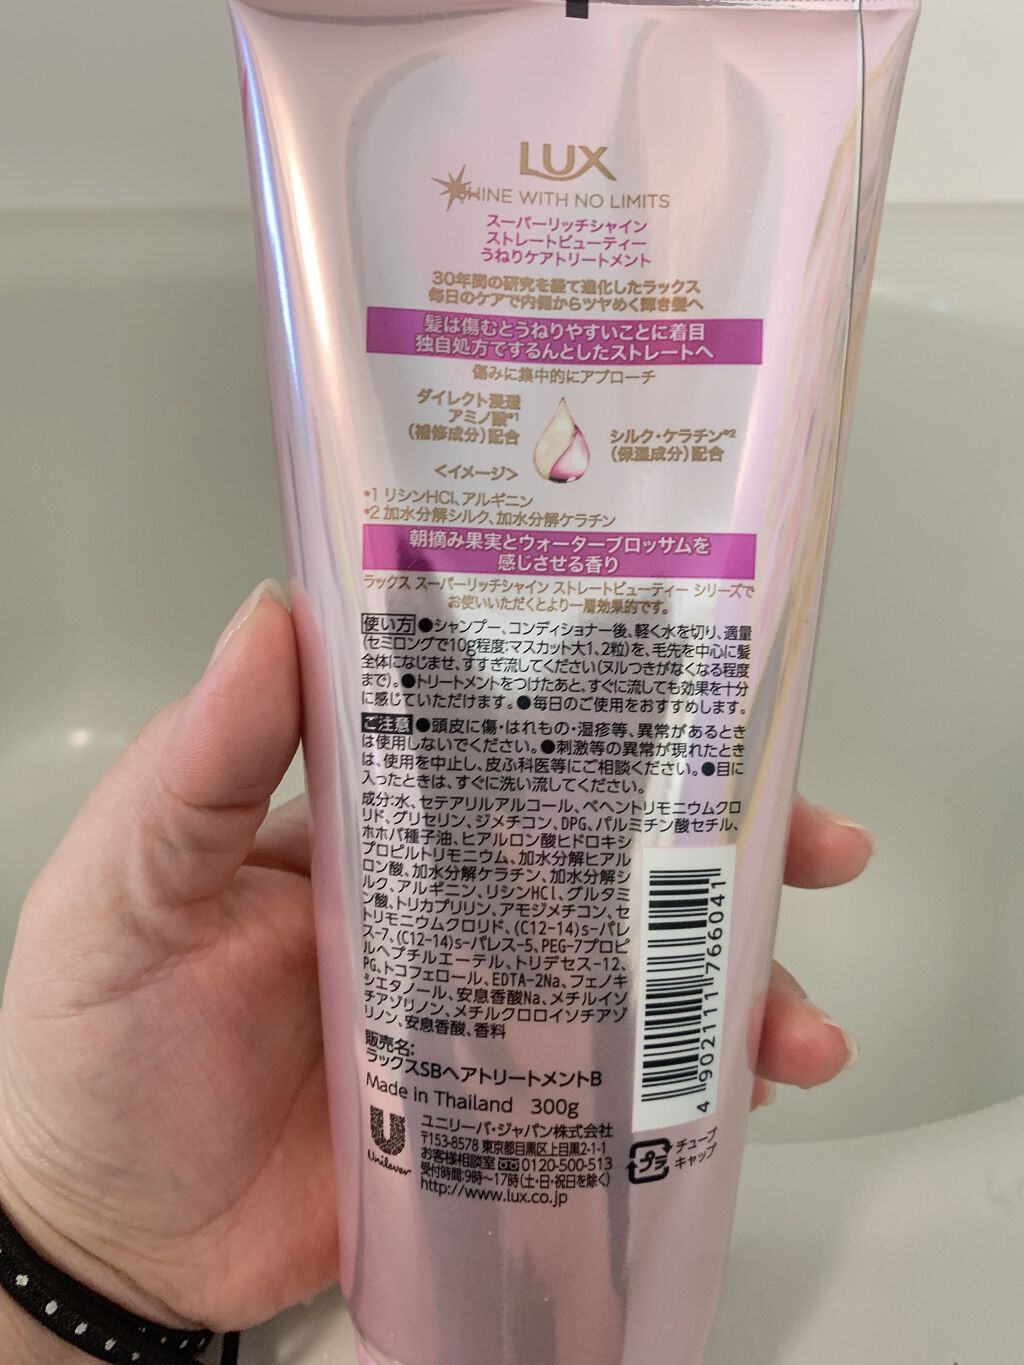 LUX
SHINE WITH NO LIMITS
スーパーリッチシャイン
ストレートビューティー
うねりケアトリートメント
30年間の研究を経て進化したラックス
毎日のケアで内側からツヤめく輝き髪へ
髪は傷むとうねりやすいことに着目
独自処方でするんとしたストレートへ
傷みに集中的にアプローチ
ダイレクト浸透
アミノ酸*1
(補修成分)配合
シルク・ケラチン*2
(保湿成分)配合
<イメージ>
*1 リシンHCl、アルギニン
*2 加水分解シルク、加水分解ケラチン
朝摘み果実とウォーターブロッサムを
感じさせる香り
ラックス スーパーリッチシャイン ストレートビューティー シリーズで
お使いいただくとより一層効果的です。
使い方 ●シャンプー、コンディショナー後、軽く水を切り、適量
(セミロングで10g程度:マスカット大1、2粒)を、毛先を中心に髪
全体になじませ、すすぎ流してください(ヌルつきがなくなる程度
まで)。●トリートメントをつけたあと、すぐに流しても効果を十分
に感じていただけます。●毎日のご使用をおすすめします。
ご注意 ●頭皮に傷・はれもの・湿疹等、異常があるとき
は使用しないでください。●刺激等の異常が現れたとき
は、使用を中止し、皮ふ科医等にご相談ください。●目に
入ったときは、すぐに洗い流してください。
成分:水、セテアリルアルコール、ベヘントリモニウムクロ
リド、グリセリン、ジメチコン、DPG、パルミチン酸セチル、
ホホバ種子油、ヒアルロン酸ヒドロキシ
プロピルトリモニウム、加水分解ヒアル
ロン酸、加水分解ケラチン、加水分解シ
ルク、アルギニン、リシンHCl、グルタミ
ン酸、トリカプリリン、アモジメチコン、セ
トリモニウムクロリド、(C12-14)s-パレ
ス-7、(C12-14)s-パレス-5、PEG-7プロピ
ルヘプチルエーテル、トリデセス-12、
PG、トコフェロール、EDTA-2Na、フェノキ
シエタノール、安息香酸Na、メチルイソ
チアゾリノン、メチルクロロイソチアゾ
リノン、安息香酸、香料
販売名:
ラックスSBヘアトリートメントB
Made in Thailand 300g
Unilever
ユニリーバ・ジャパン株式会社
〒153-8578 東京都目黒区上目黒2-1-1
お客様相談室 0120-500-513
受付時間:9時～17時(土・日・祝日を除く)
http://www.lux.co.jp
4 902111 766041
プラ
チューブ
キャップ